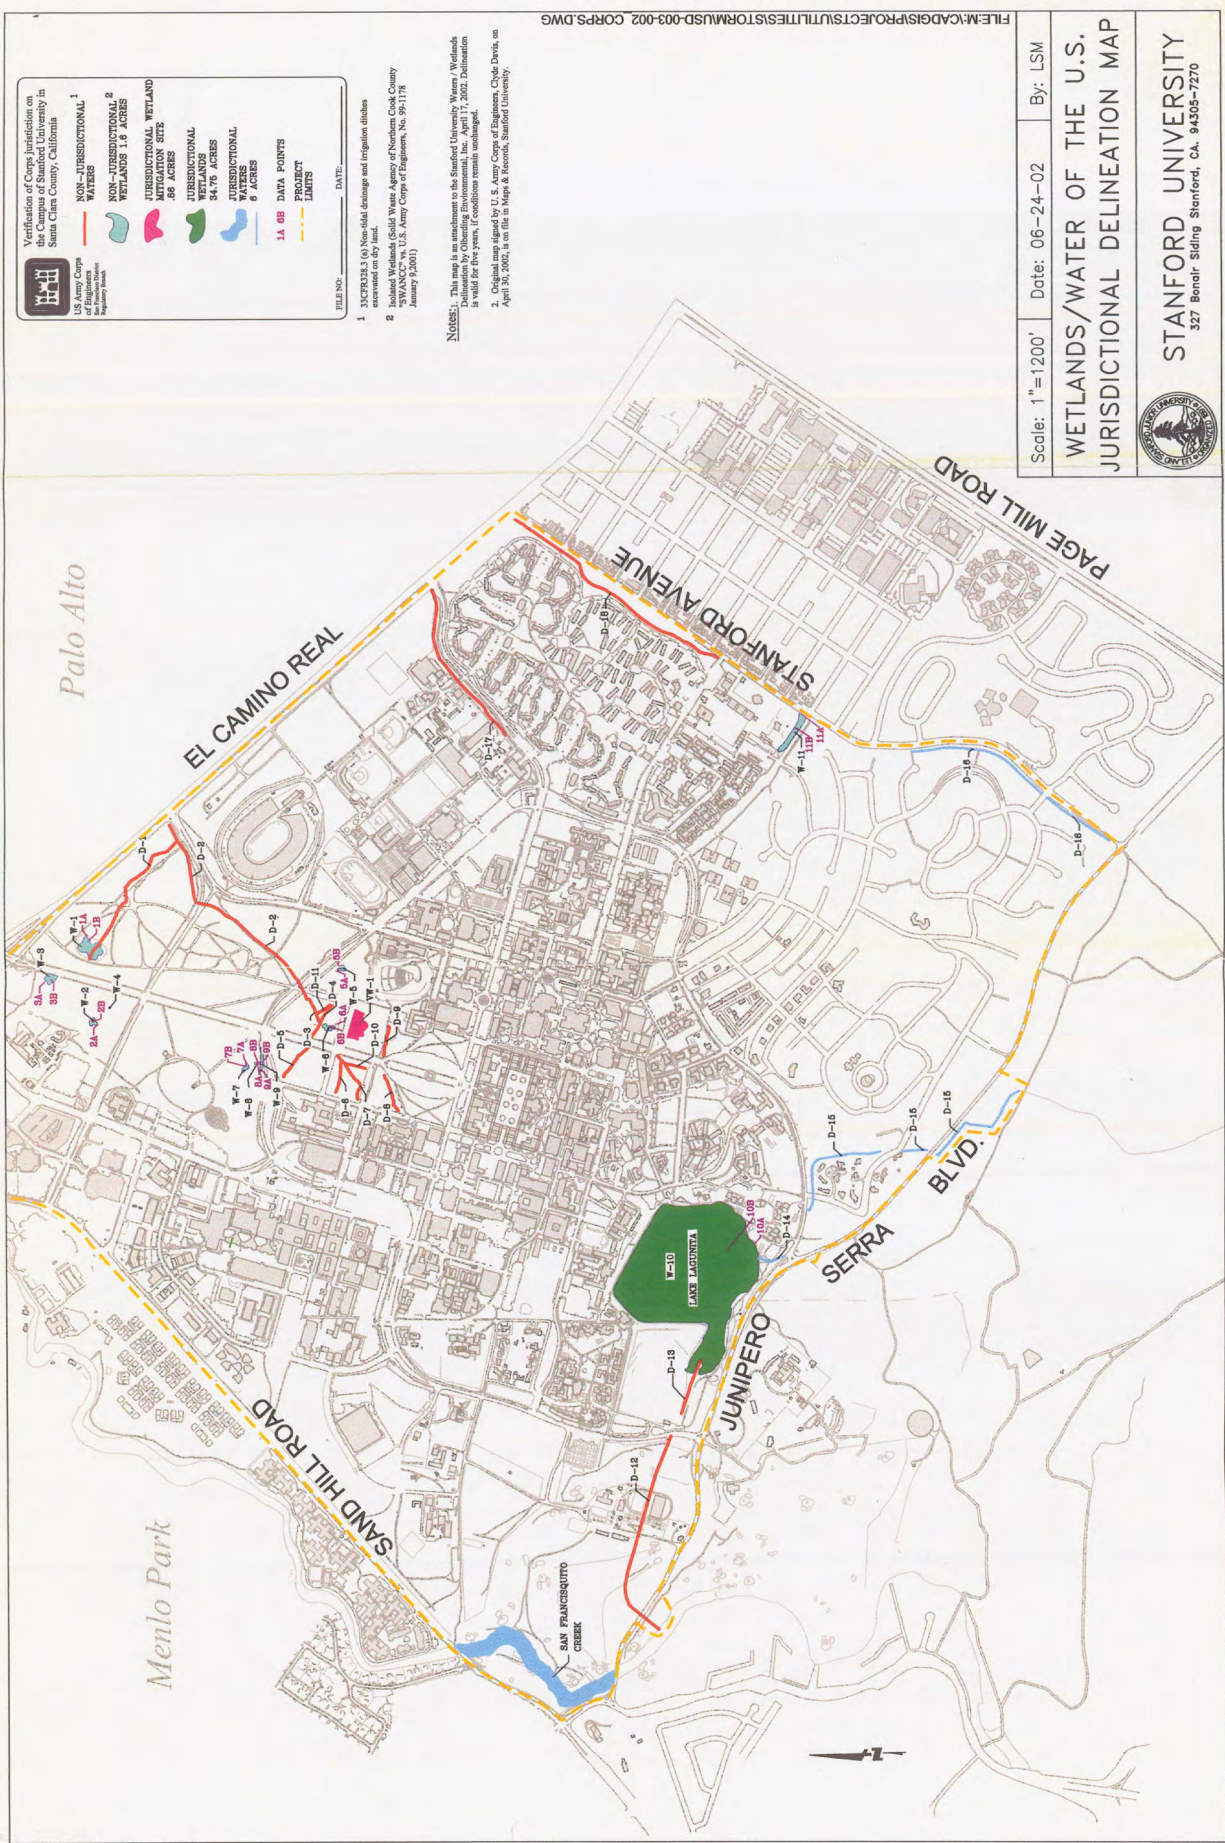 Verification of Corps juristiction on
the Campus of Stanford University in
Santa Clara County, California
US Army Corps
of Engineers
San Francisco District
Regulatory Branch
NON-JURISDICTIONAL 1
WATERS
NON-JURISDICTIONAL 2
WETLANDS 1.6 ACRES
JURISDICTIONAL WETLAND
MITIGATION SITE
.86 ACRES
JURISDICTIONAL
WETLANDS
34.75 ACRES
JURISDICTIONAL
WATERS
6 ACRES
1A 6B DATA POINTS
PROJECT
LIMITS
FILE NO: DATE:
1 33CFR328.3 (a) Non-tidal drainage and irrigation ditches
excavated on dry land.
2 Isolated Wetlands (Solid Waste Agency of Northern Cook County
"SWANCC" vs. U.S. Army Corps of Engineers, No. 99-1178
January 9,2001)
Notes: 1. This map is an attachment to the Stanford University Waters / Wetlands
Delineation by Olberding Environmental, Inc. April 17, 2002. Delineation
is valid for five years, if conditions remain unchanged.
2. Original map signed by U. S. Army Corps of Engineers, Clyde Davis, on
April 30, 2002, is on file in Maps & Records, Stanford University.
FILE:M:\CADGIS\PROJECTS\UTILITIES\STORM\USD-003-002_CORPS.DWG
Palo Alto
Menlo Park
EL CAMINO REAL
STANFORD AVENUE
PAGE MILL ROAD
SAND HILL ROAD
JUNIPERO
SERRA
BLVD.
W-3
3A
3B
W-1
1A
1B
W-2
2A
2B
W-4
D-1
D-2
D-2
W-7
7B
7A
W-8
8A
8B
W-9
9A
9B
D-5
D-3
D-11
D-4
W-5
5A
5B
W-6
6B
6A
VW-1
D-9
D-10
D-6
D-7
D-8
D-17
D-18
W-11
11B
11A
D-16
D-16
D-15
D-15
D-15
W-10
LAKE LAGUNITA
10B
10A
D-14
D-13
D-12
SAN FRANCISQUITO
CREEK
Scale: 1"=1200'
Date: 06-24-02
By: LSM
WETLANDS/WATER OF THE U.S.
JURISDICTIONAL DELINEATION MAP
STANFORD UNIVERSITY
327 Bonair Siding Stanford, CA. 94305-7270